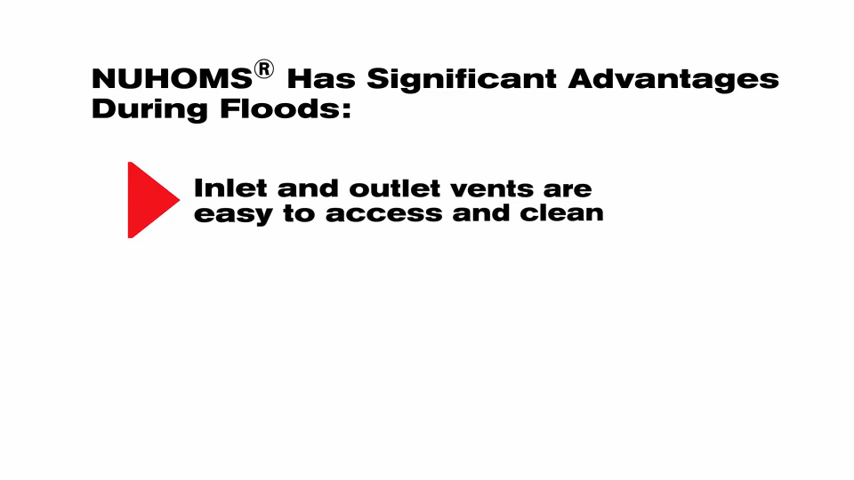 NUHOMS® Has Significant Advantages
During Floods:
Inlet and outlet vents are
easy to access and clean